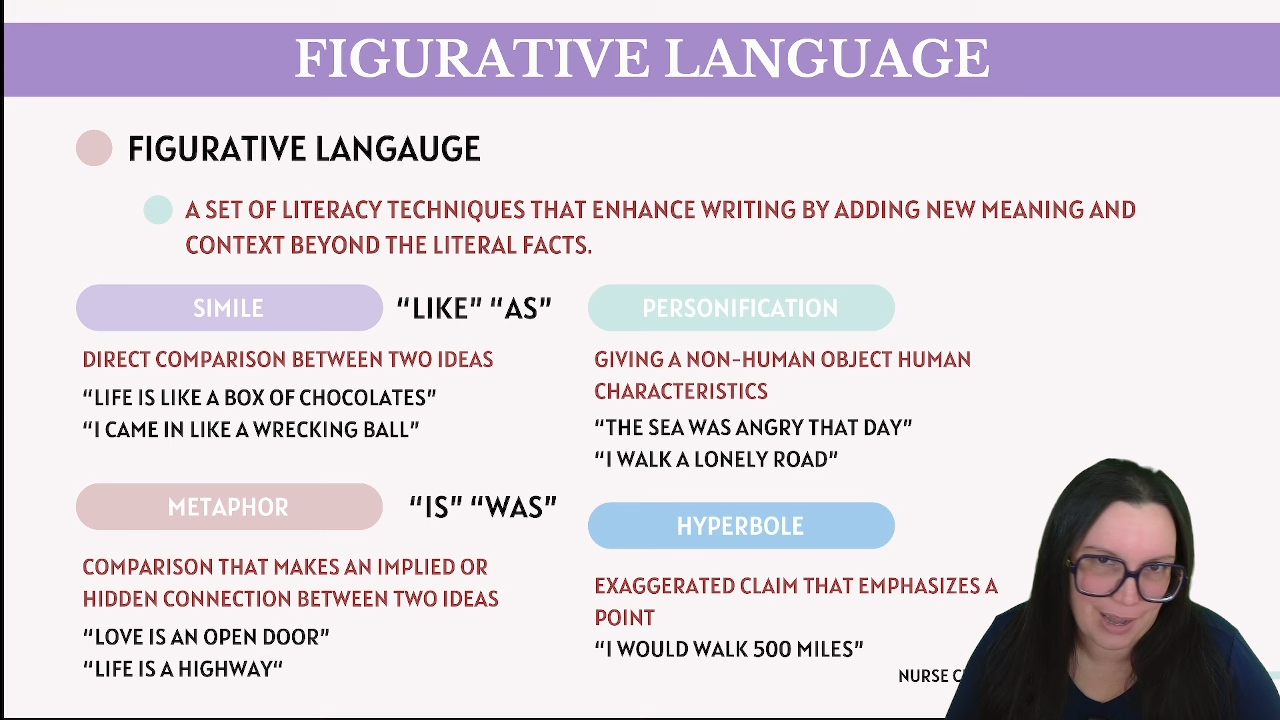 FIGURATIVE LANGUAGE
FIGURATIVE LANGAUGE
A SET OF LITERACY TECHNIQUES THAT ENHANCE WRITING BY ADDING NEW MEANING AND
CONTEXT BEYOND THE LITERAL FACTS.
SIMILE
“LIKE” “AS”
DIRECT COMPARISON BETWEEN TWO IDEAS
“LIFE IS LIKE A BOX OF CHOCOLATES”
“I CAME IN LIKE A WRECKING BALL”
METAPHOR
“IS” “WAS”
COMPARISON THAT MAKES AN IMPLIED OR
HIDDEN CONNECTION BETWEEN TWO IDEAS
“LOVE IS AN OPEN DOOR”
“LIFE IS A HIGHWAY“
PERSONIFICATION
GIVING A NON-HUMAN OBJECT HUMAN
CHARACTERISTICS
“THE SEA WAS ANGRY THAT DAY”
“I WALK A LONELY ROAD”
HYPERBOLE
EXAGGERATED CLAIM THAT EMPHASIZES A
POINT
“I WOULD WALK 500 MILES”
NURSE